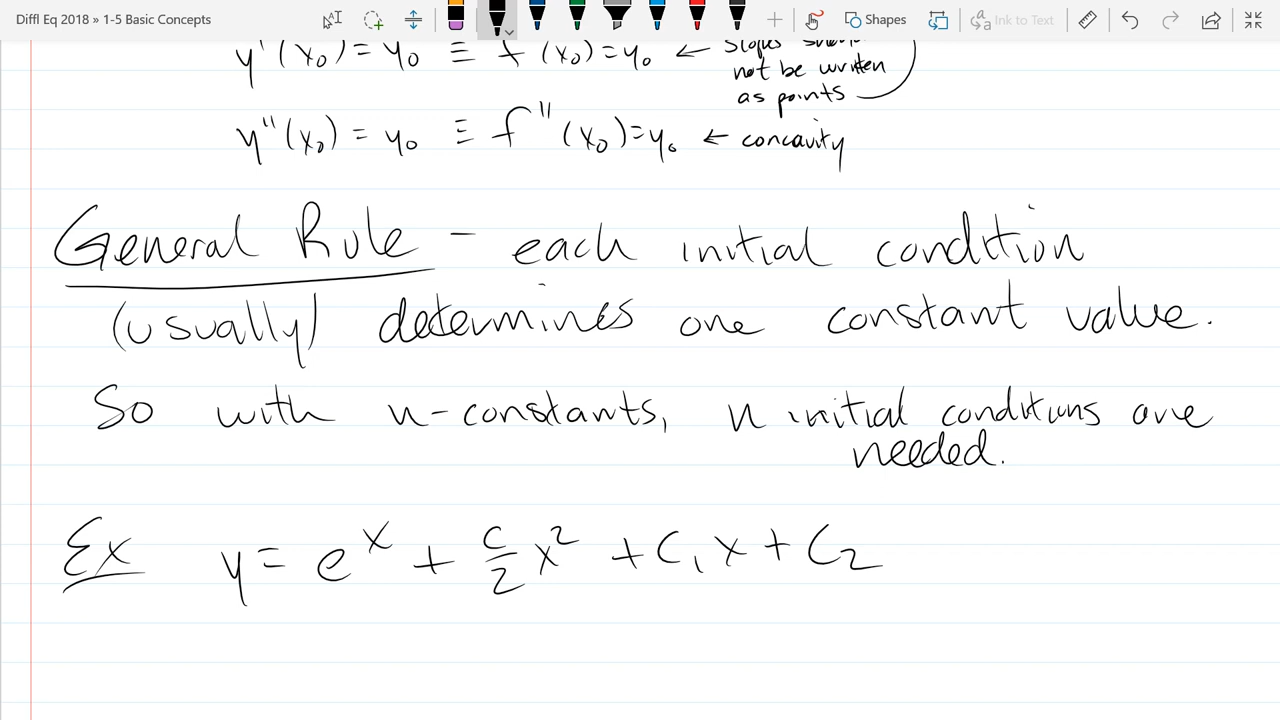 Diffl Eq 2018 » 1-5 Basic Concepts
Shapes
Ink to Text
y'(x₀) = y₀ ≡ f'(x₀) = y₀ ← slopes
not be written
as points
y''(x₀) = y₀ ≡ f''(x₀) = y₀ ← concavity
General Rule - each initial condition
(usually) determines one constant value.
So with n-constants, n initial conditions are
needed.
Ex y = eˣ + c/2 x² + C₁x + C₂